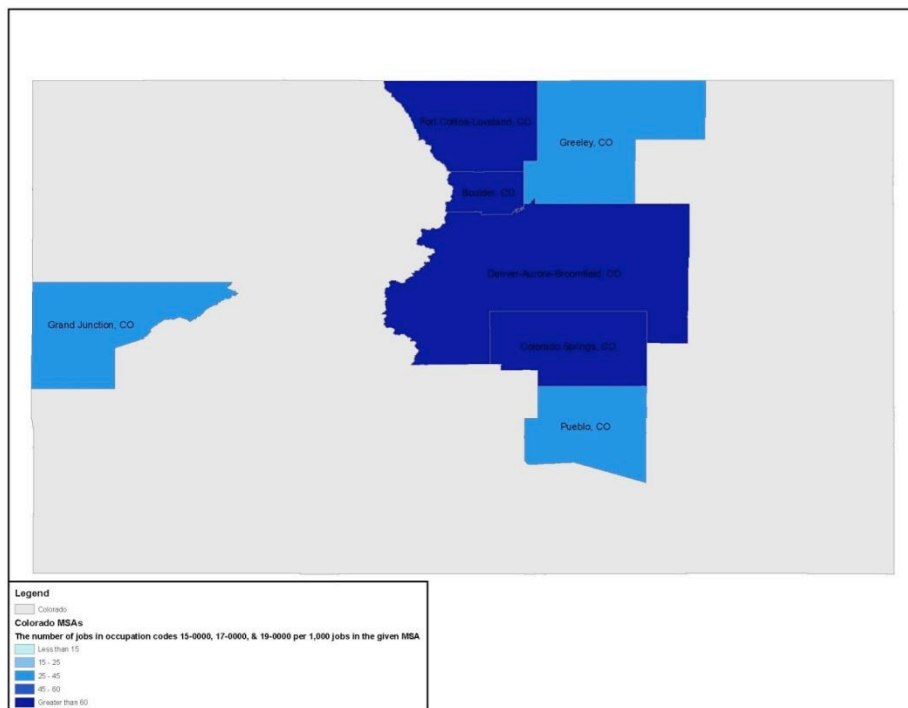 Fort Collins-Loveland, CO
Greeley, CO
Boulder, CO
Denver-Aurora-Broomfield, CO
Grand Junction, CO
Colorado Springs, CO
Pueblo, CO
Legend
Colorado
Colorado MSAs
The number of jobs in occupation codes 15-0000, 17-0000, & 19-0000 per 1,000 jobs in the given MSA
Less than 15
15 - 25
25 - 45
45 - 60
Greater than 60